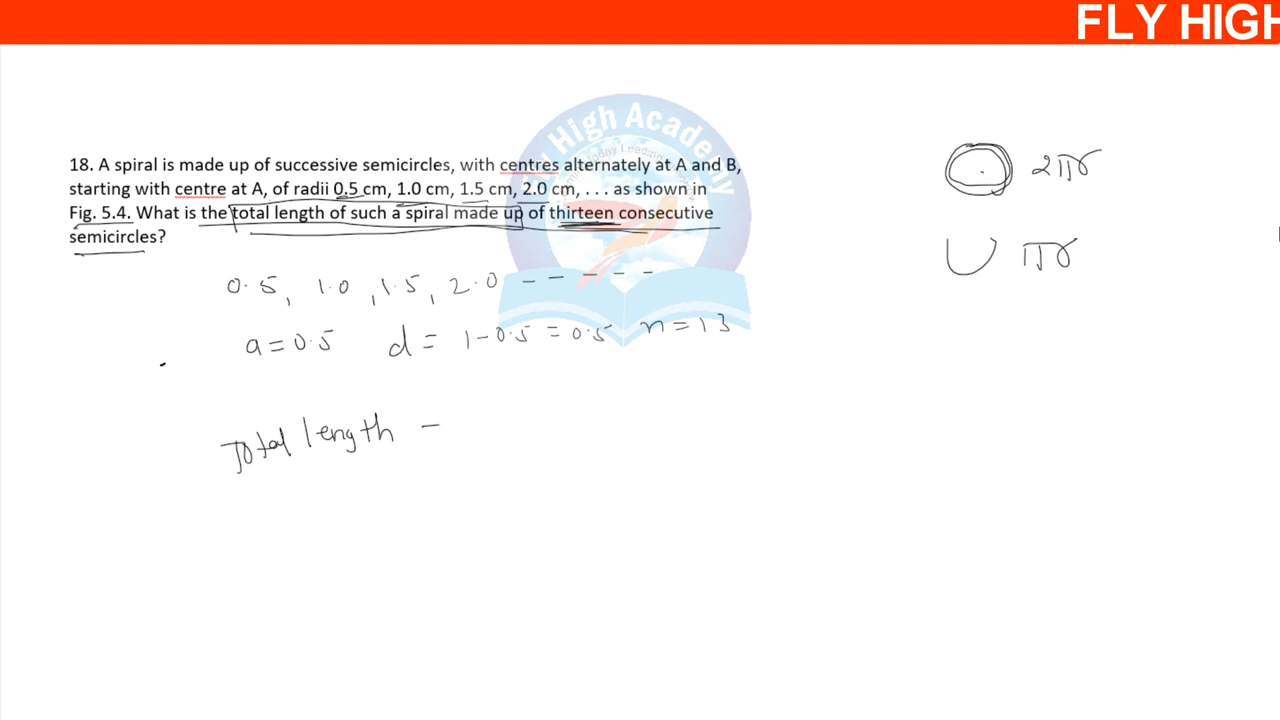 FLY HIGH
18. A spiral is made up of successive semicircles, with centres alternately at A and B,
starting with centre at A, of radii 0.5 cm, 1.0 cm, 1.5 cm, 2.0 cm, . . . as shown in
Fig. 5.4. What is the total length of such a spiral made up of thirteen consecutive
semicircles?
High Academy
2πr
πr
0.5, 1.0, 1.5, 2.0 - - - - -
a = 0.5 d = 1-0.5 = 0.5 n = 13
Total length -